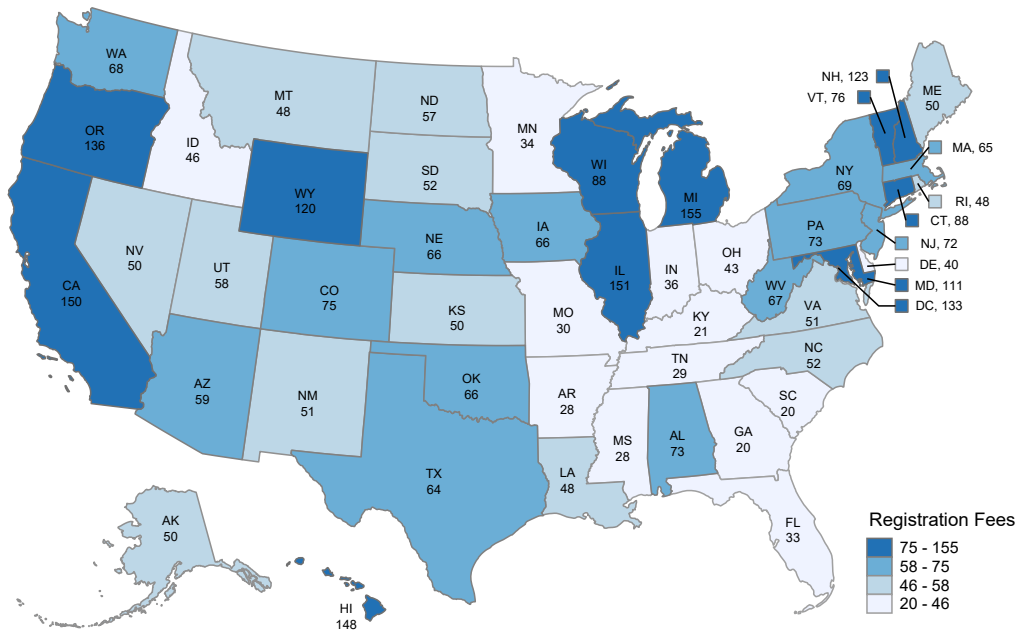 WA
68
OR
136
CA
150
ID
46
NV
50
MT
48
WY
120
UT
58
AZ
59
CO
75
NM
51
ND
57
SD
52
NE
66
KS
50
OK
66
TX
64
MN
34
IA
66
MO
30
AR
28
LA
48
WI
88
IL
151
MI
155
IN
36
OH
43
KY
21
TN
29
MS
28
AL
73
GA
20
FL
33
SC
20
NC
52
VA
51
WV
67
PA
73
NY
69
ME
50
NH, 123
VT, 76
MA, 65
RI, 48
CT, 88
NJ, 72
DE, 40
MD, 111
DC, 133
AK
50
HI
148
Registration Fees
75 - 155
58 - 75
46 - 58
20 - 46